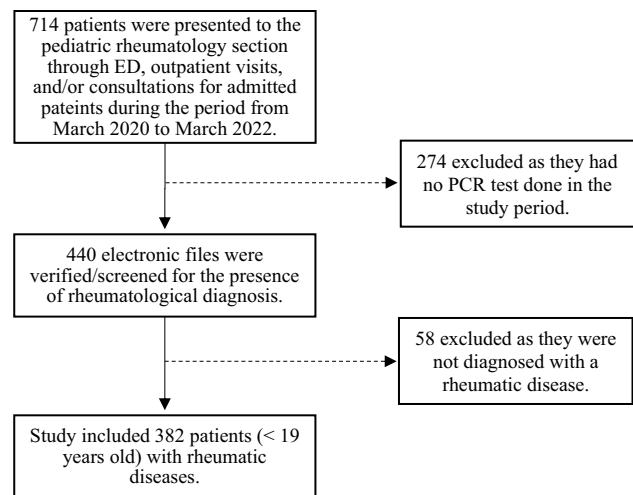 714 patients were presented to the
pediatric rheumatology section
through ED, outpatient visits,
and/or consultations for admitted
pateints during the period from
March 2020 to March 2022.
274 excluded as they had
no PCR test done in the
study period.
440 electronic files were
verified/screened for the presence
of rheumatological diagnosis.
58 excluded as they were
not diagnosed with a
rheumatic disease.
Study included 382 patients (< 19
years old) with rheumatic
diseases.